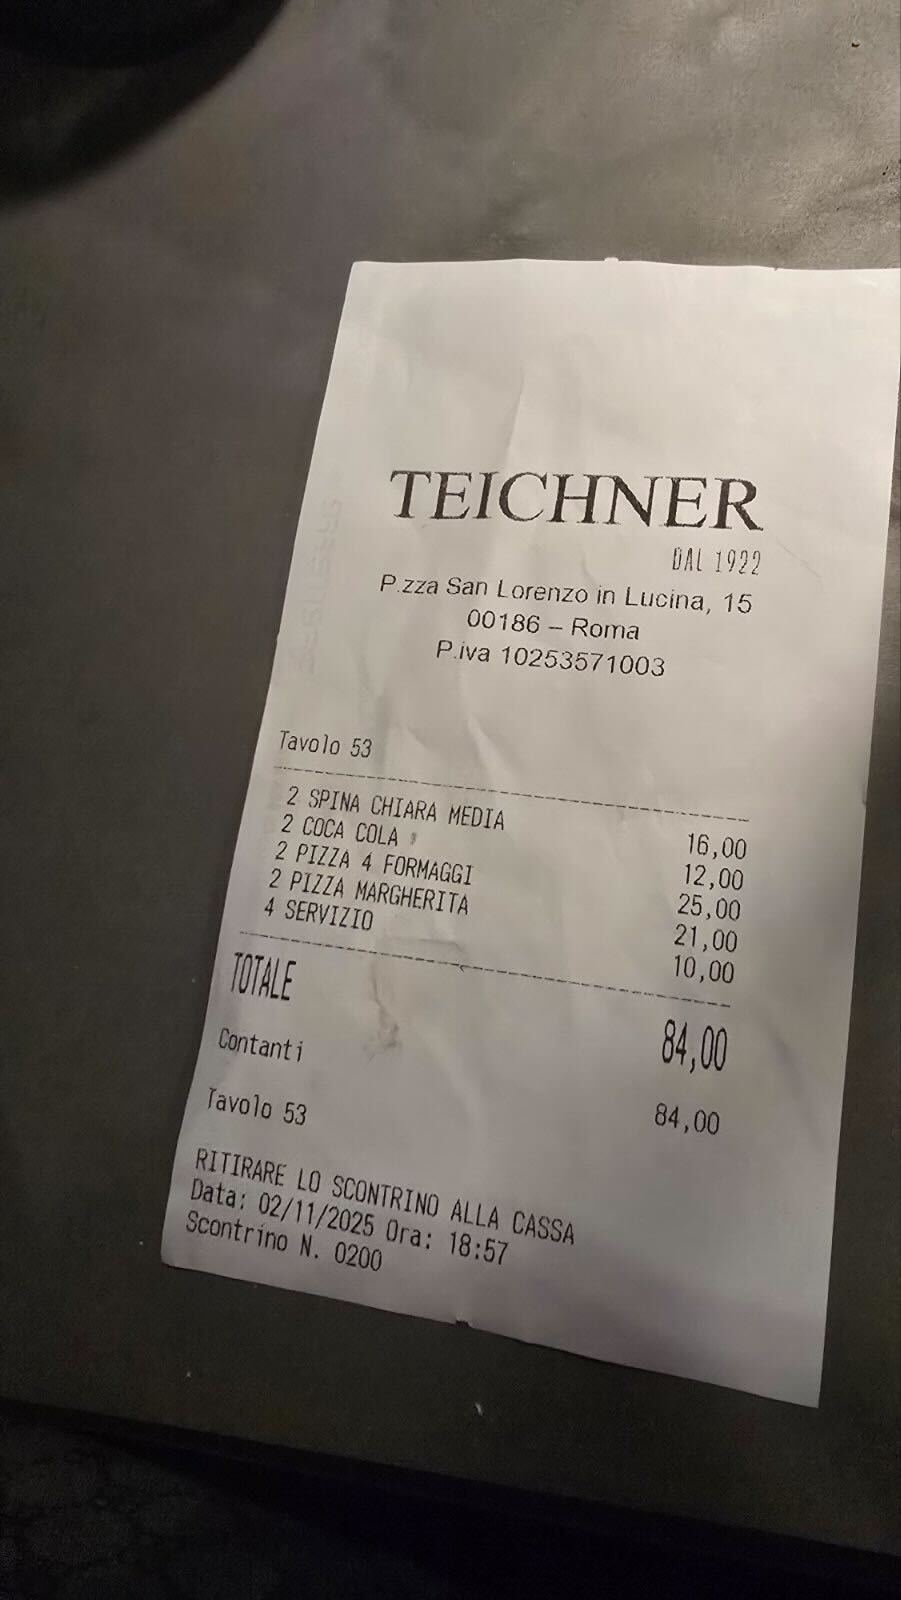 TEICHNER
DAL 1922
P.zza San Lorenzo in Lucina, 15
00186 – Roma
P.iva 10253571003
Tavolo 53
2 SPINA CHIARA MEDIA 16,00
2 COCA COLA 12,00
2 PIZZA 4 FORMAGGI 25,00
2 PIZZA MARGHERITA 21,00
4 SERVIZIO 10,00
TOTALE 84,00
Contanti 84,00
Tavolo 53
RITIRARE LO SCONTRINO ALLA CASSA
Data: 02/11/2025 Ora: 18:57
Scontrino N. 0200